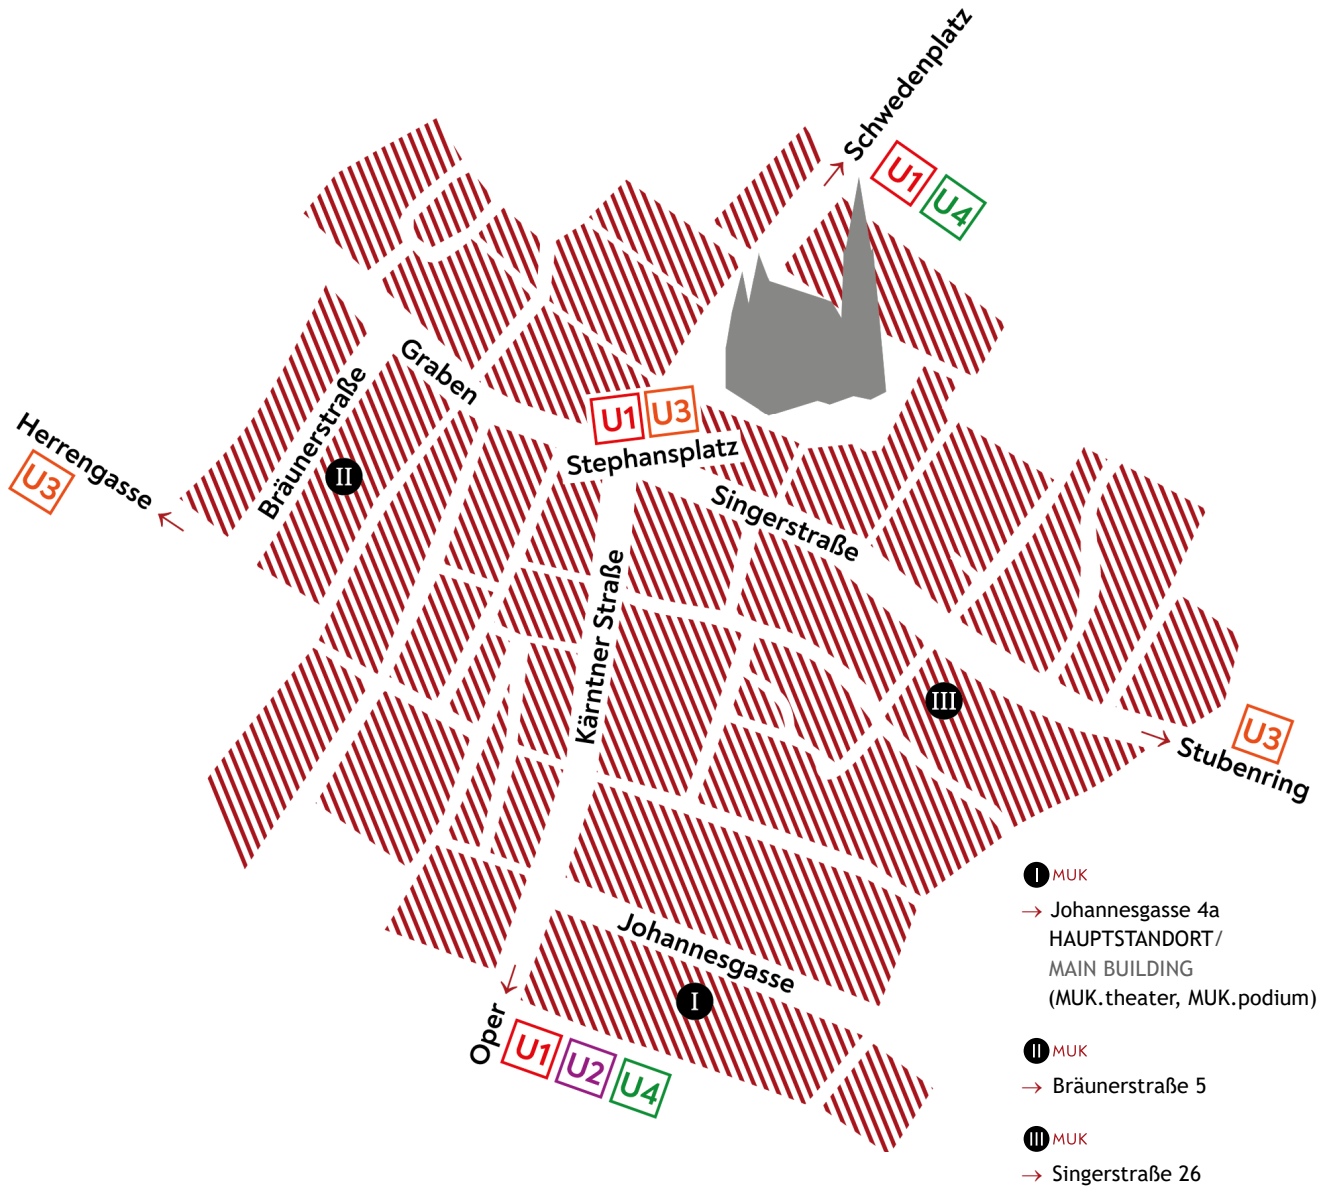 Schwedenplatz
U1
U4
Graben
Bräunerstraße
Herrengasse
U3
II
U1
U3
Stephansplatz
Singerstraße
Kärntner Straße
III
U3
Stubenring
Johannesgasse
I
Oper
U1
U2
U4
I MUK
→ Johannesgasse 4a
HAUPTSTANDORT/
MAIN BUILDING
(MUK.theater, MUK.podium)
II MUK
→ Bräunerstraße 5
III MUK
→ Singerstraße 26